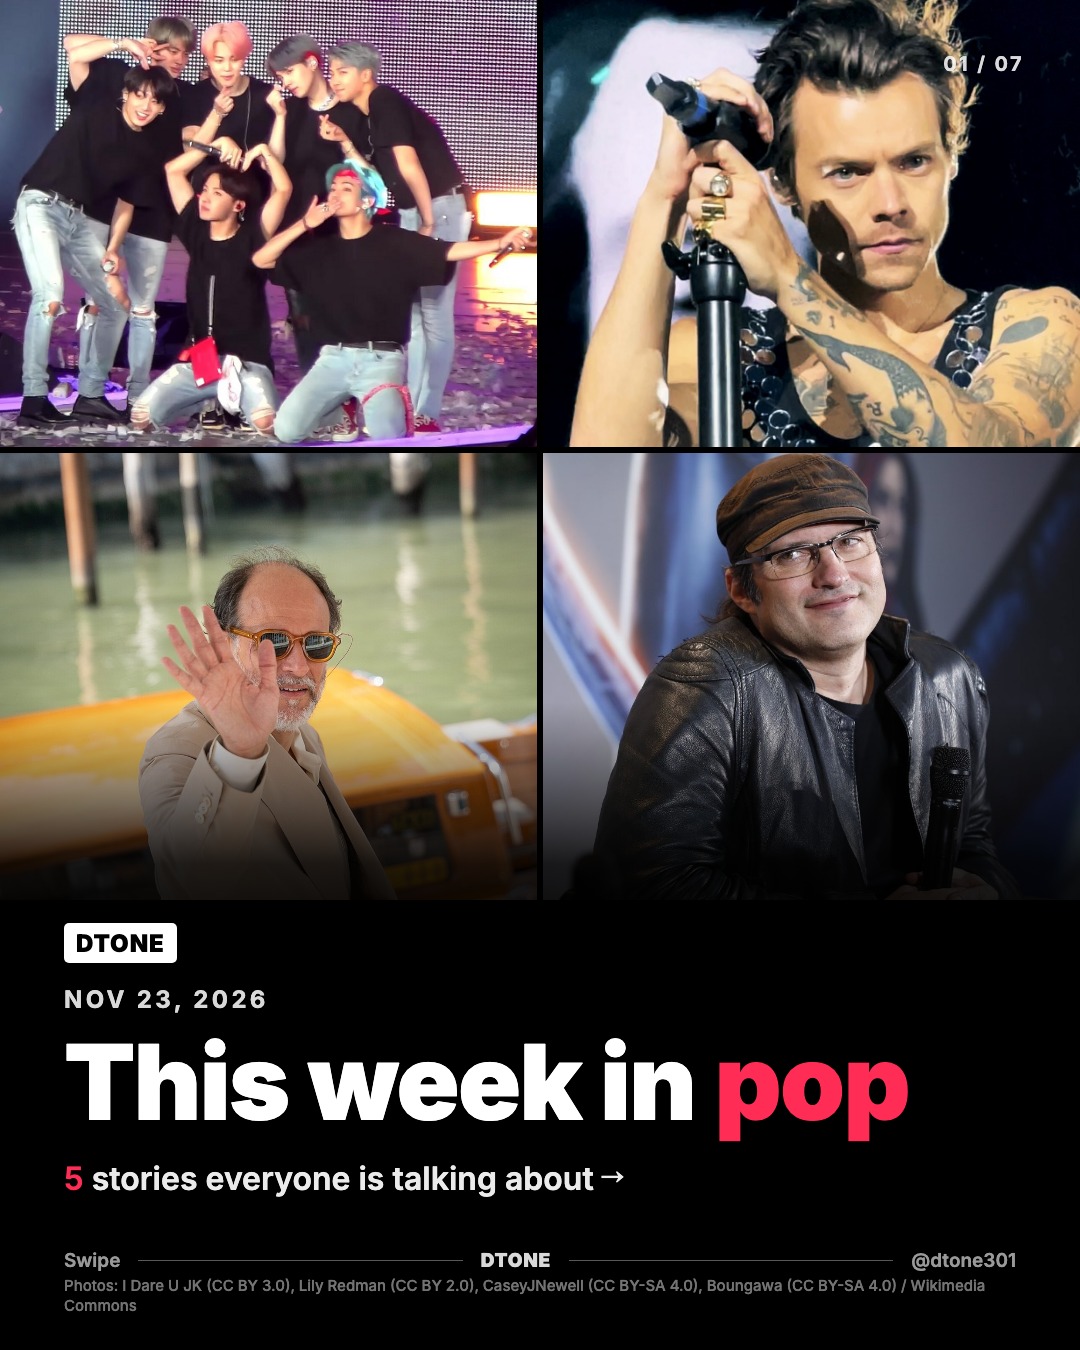 01 / 07
DTONE
NOV 23, 2026
This week in pop
5 stories everyone is talking about →
Swipe DTONE @dtone301
Photos: I Dare U JK (CC BY 3.0), Lily Redman (CC BY 2.0), CaseyJNewell (CC BY-SA 4.0), Boungawa (CC BY-SA 4.0) / Wikimedia
Commons